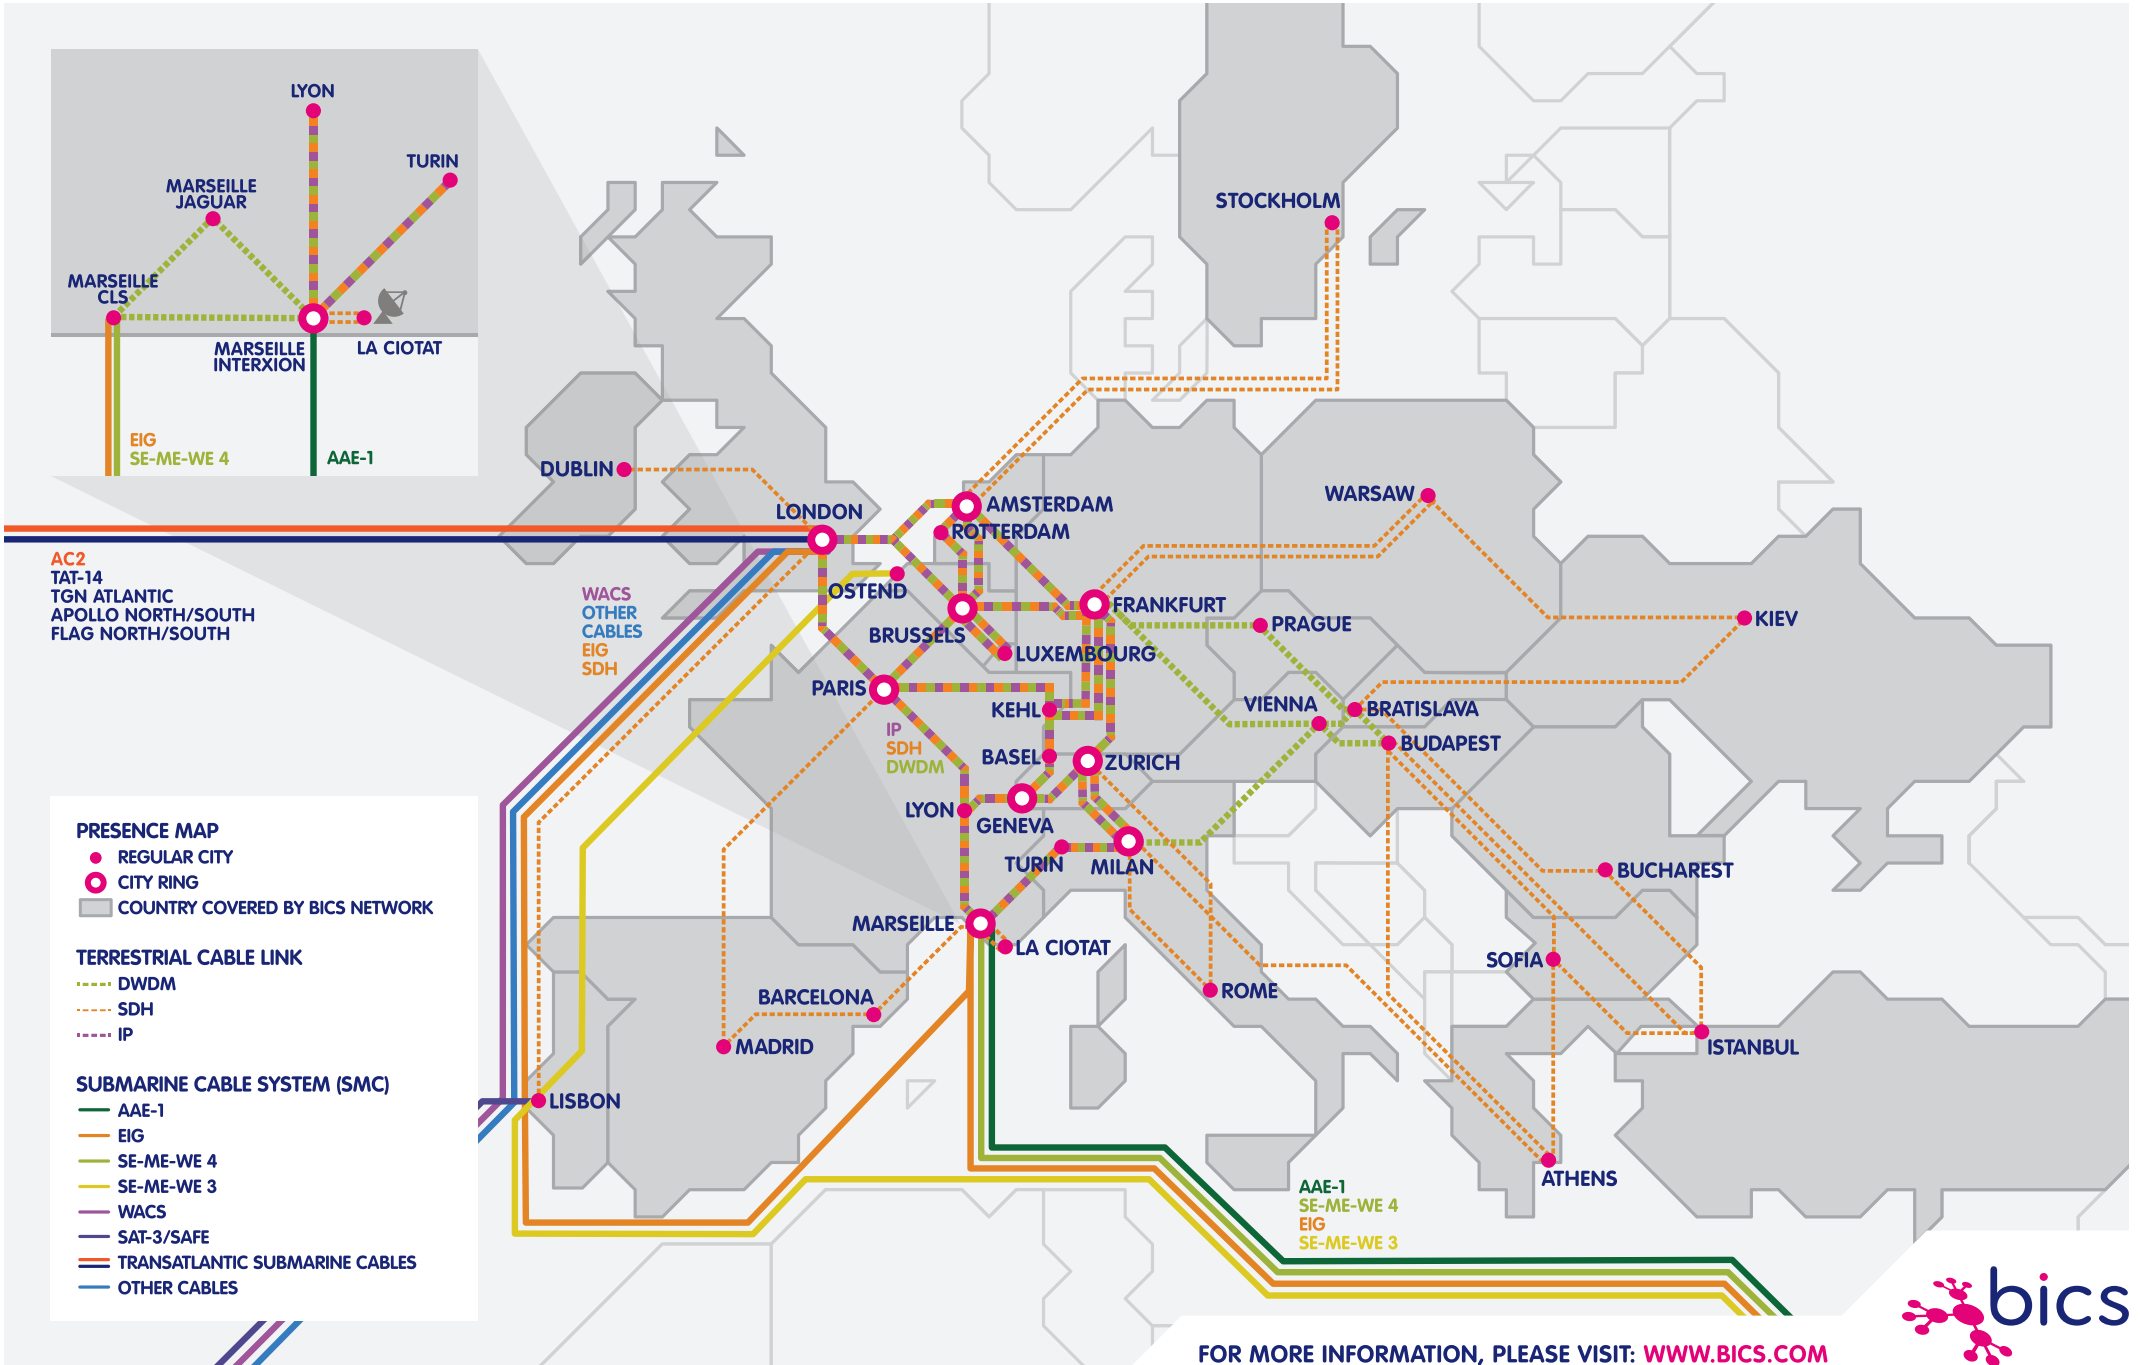 LYON
TURIN
MARSEILLE
JAGUAR
MARSEILLE
CLS
MARSEILLE
INTERXION
LA CIOTAT
EIG
SE-ME-WE 4
AAE-1
STOCKHOLM
DUBLIN
LONDON
AMSTERDAM
ROTTERDAM
WARSAW
AC2
TAT-14
TGN ATLANTIC
APOLLO NORTH/SOUTH
FLAG NORTH/SOUTH
WACS
OTHER
CABLES
EIG
SDH
OSTEND
BRUSSELS
FRANKFURT
LUXEMBOURG
PRAGUE
KIEV
PARIS
KEHL
VIENNA
BRATISLAVA
BUDAPEST
IP
SDH
DWDM
BASEL
ZURICH
LYON
GENEVA
TURIN
MILAN
BUCHAREST
MARSEILLE
LA CIOTAT
SOFIA
BARCELONA
ROME
MADRID
ISTANBUL
LISBON
ATHENS
AAE-1
SE-ME-WE 4
EIG
SE-ME-WE 3
PRESENCE MAP
REGULAR CITY
CITY RING
COUNTRY COVERED BY BICS NETWORK
TERRESTRIAL CABLE LINK
DWDM
SDH
IP
SUBMARINE CABLE SYSTEM (SMC)
AAE-1
EIG
SE-ME-WE 4
SE-ME-WE 3
WACS
SAT-3/SAFE
TRANSATLANTIC SUBMARINE CABLES
OTHER CABLES
bics
FOR MORE INFORMATION, PLEASE VISIT: WWW.BICS.COM